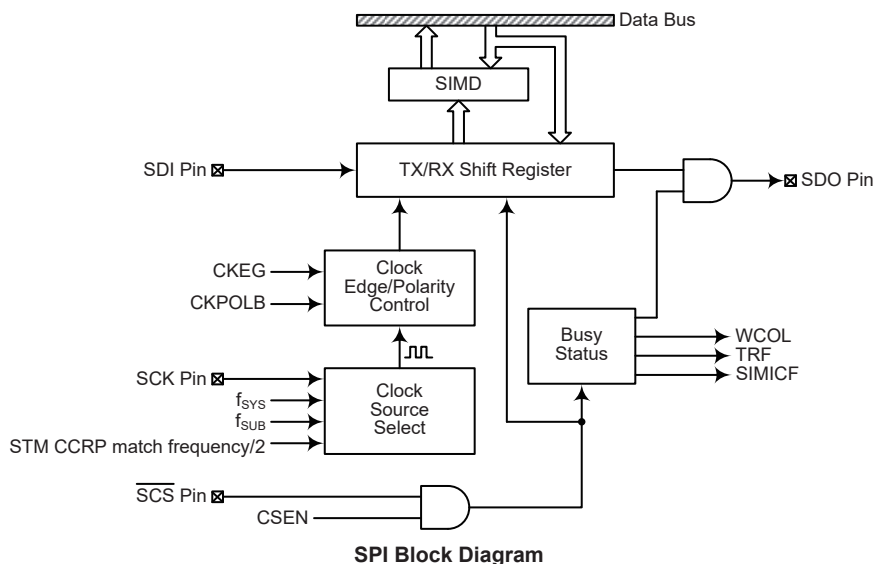 Data Bus
SIMD
SDI Pin
TX/RX Shift Register
SDO Pin
CKEG
CKPOLB
Clock
Edge/Polarity
Control
Busy
Status
WCOL
TRF
SIMICF
SCK Pin
fSYS
fSUB
STM CCRP match frequency/2
Clock
Source
Select
SCS Pin
CSEN
SPI Block Diagram